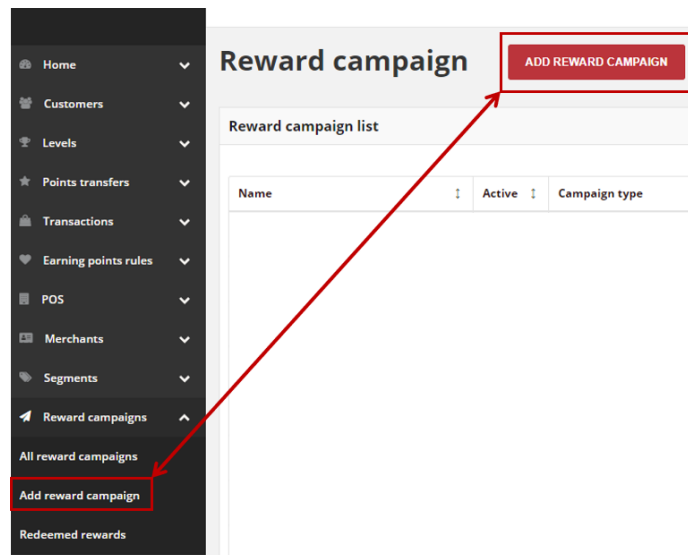 Home
Customers
Levels
Points transfers
Transactions
Earning points rules
POS
Merchants
Segments
Reward campaigns
All reward campaigns
Add reward campaign
Redeemed rewards
Reward campaign
ADD REWARD CAMPAIGN
Reward campaign list
Name Active Campaign type